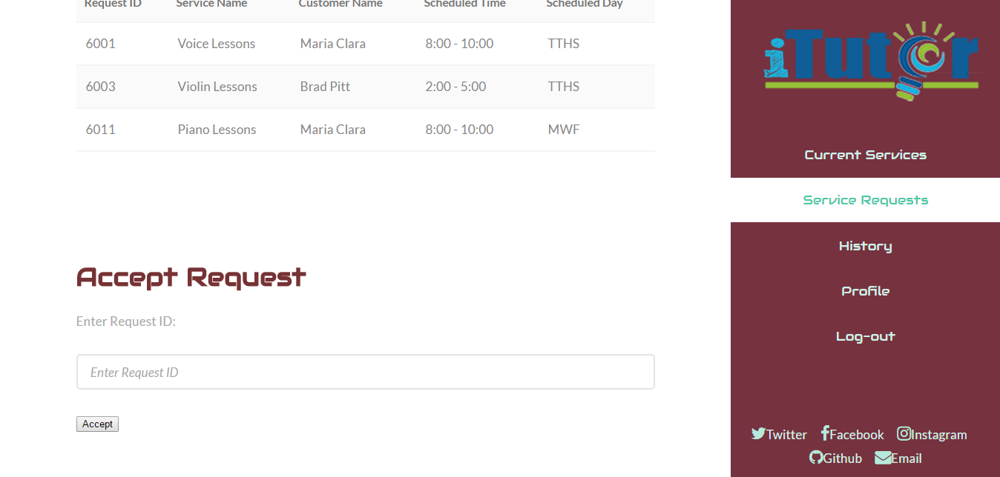 Request ID Service Name Customer Name Scheduled Time Scheduled Day
6001 Voice Lessons Maria Clara 8:00 - 10:00 TTHS
6003 Violin Lessons Brad Pitt 2:00 - 5:00 TTHS
6011 Piano Lessons Maria Clara 8:00 - 10:00 MWF
Accept Request
Enter Request ID:
Enter Request ID
Accept
iTutor
Current Services
Service Requests
History
Profile
Log-out
Twitter Facebook Instagram
Github Email